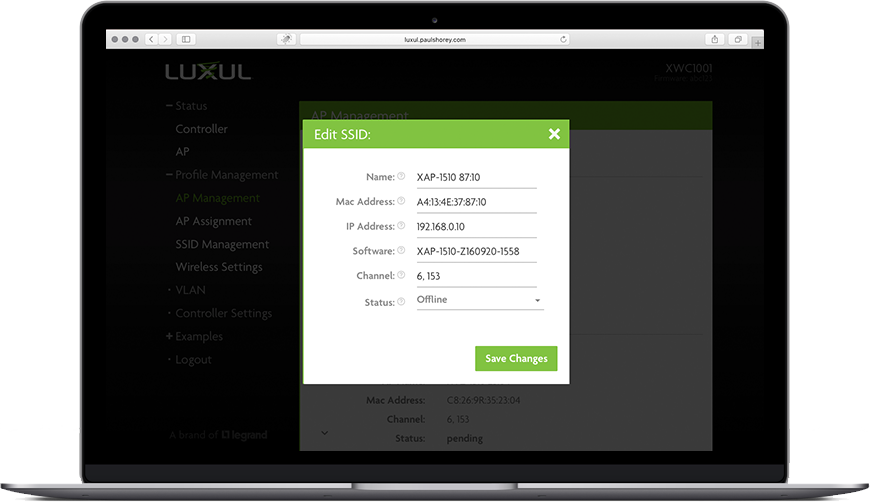 luxul.paulshorey.com
LUXUL
XWC1001
Status
Controller
AP
Profile Management
AP Management
AP Assignment
SSID Management
Wireless Settings
VLAN
Controller Settings
Examples
Logout
A brand of legrand
AP Management
Edit SSID:
Name: XAP-1510 87:10
Mac Address: A4:13:4E:37:87:10
IP Address: 192.168.0.10
Software: XAP-1510-Z160920-1558
Channel: 6, 153
Status: Offline
Save Changes
Mac Address: C8:26:9R:35:23:04
Channel: 6, 153
Status: pending